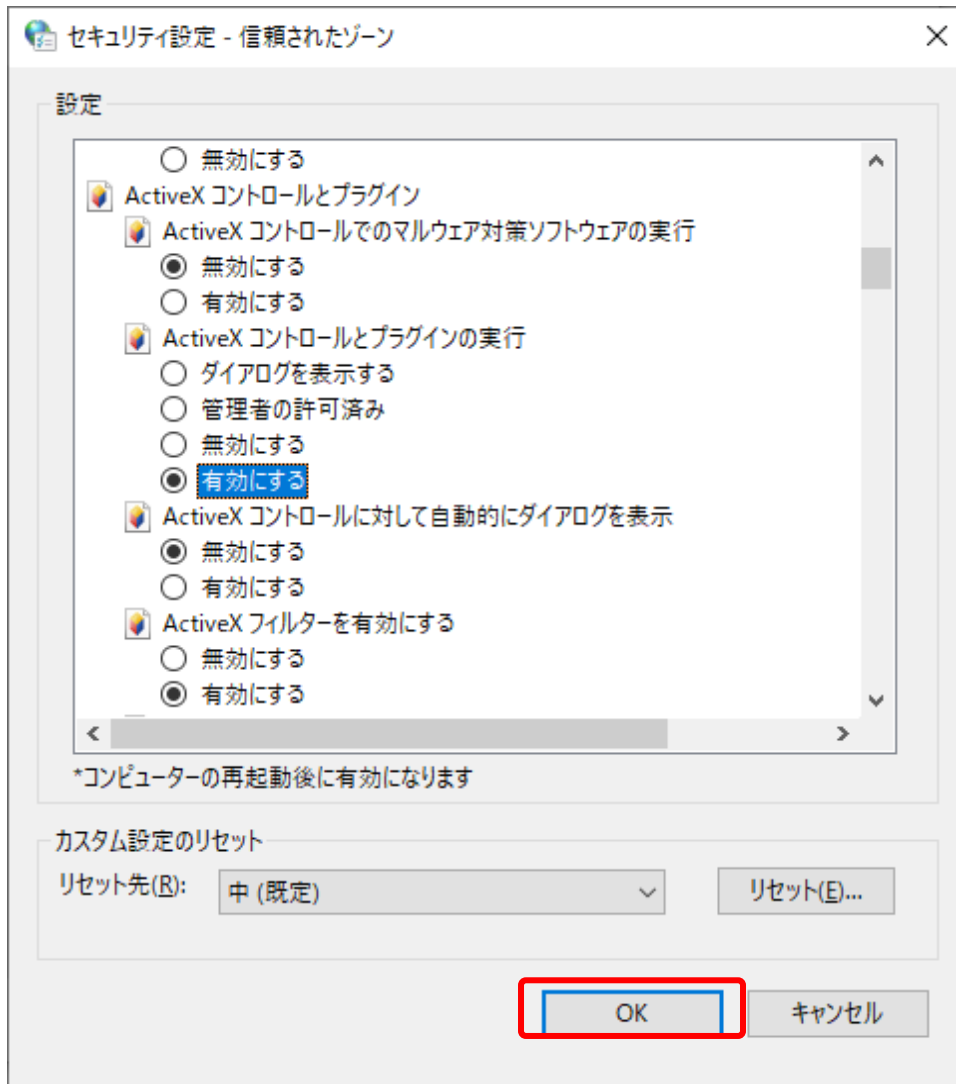 セキュリティ設定 - 信頼されたゾーン
設定
無効にする
ActiveX コントロールとプラグイン
ActiveX コントロールでのマルウェア対策ソフトウェアの実行
無効にする
有効にする
ActiveX コントロールとプラグインの実行
ダイアログを表示する
管理者の許可済み
無効にする
有効にする
ActiveX コントロールに対して自動的にダイアログを表示
無効にする
有効にする
ActiveX フィルターを有効にする
無効にする
有効にする
*コンピューターの再起動後に有効になります
カスタム設定のリセット
リセット先(R): 中 (既定) リセット(E)...
OK キャンセル